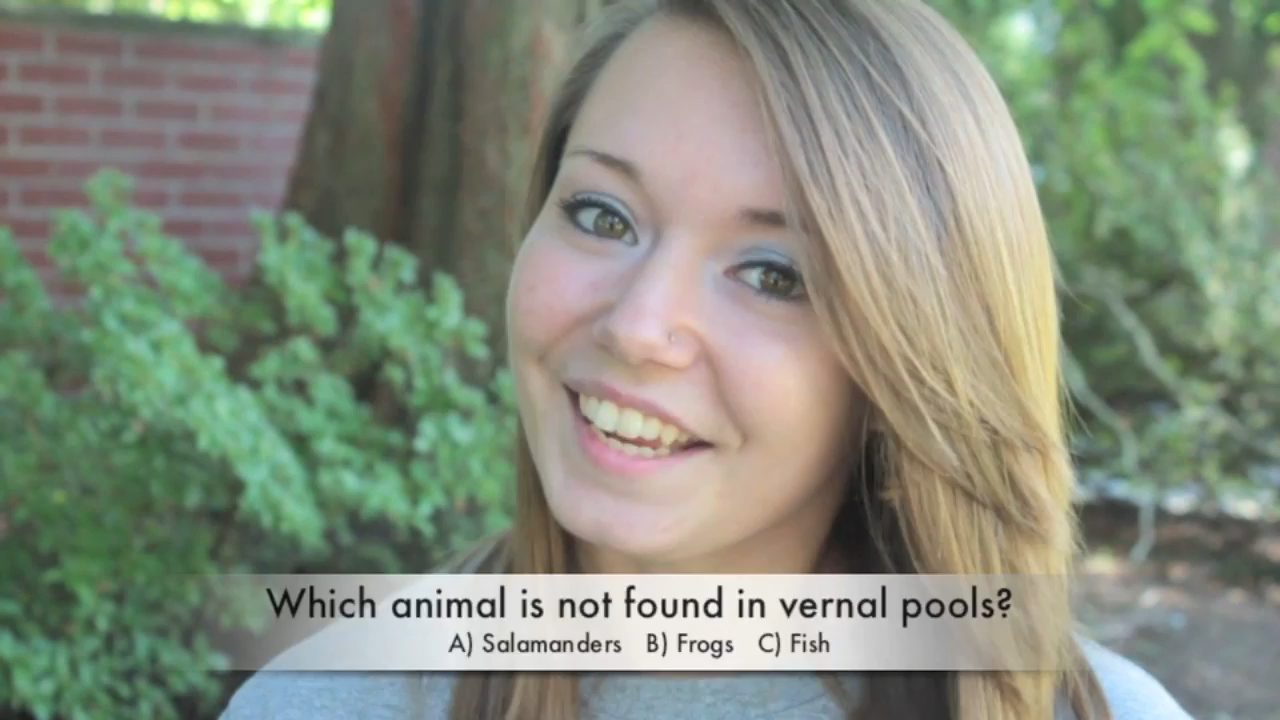 Which animal is not found in vernal pools?
A) Salamanders B) Frogs C) Fish